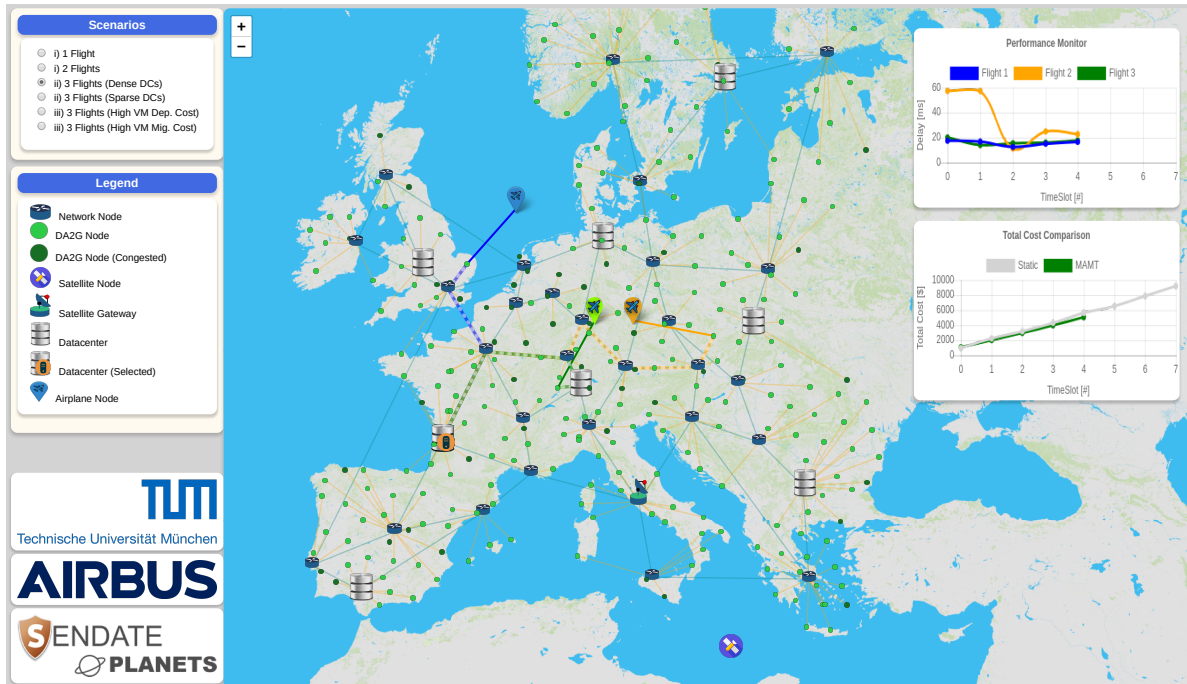 Scenarios
i) 1 Flight
i) 2 Flights
ii) 3 Flights (Dense DCs)
ii) 3 Flights (Sparse DCs)
iii) 3 Flights (High VM Dep. Cost)
iii) 3 Flights (High VM Mig. Cost)
Legend
Network Node
DA2G Node
DA2G Node (Congested)
Satellite Node
Satellite Gateway
Datacenter
Datacenter (Selected)
Airplane Node
TUM
Technische Universität München
AIRBUS
SENDATE
PLANETS
+
−
Performance Monitor
Flight 1 Flight 2 Flight 3
Delay [ms]
60
40
20
0
0 1 2 3 4 5 6 7
TimeSlot [#]
Total Cost Comparison
Static MAMT
Total Cost [$]
10000
8000
6000
4000
2000
0
0 1 2 3 4 5 6 7
TimeSlot [#]